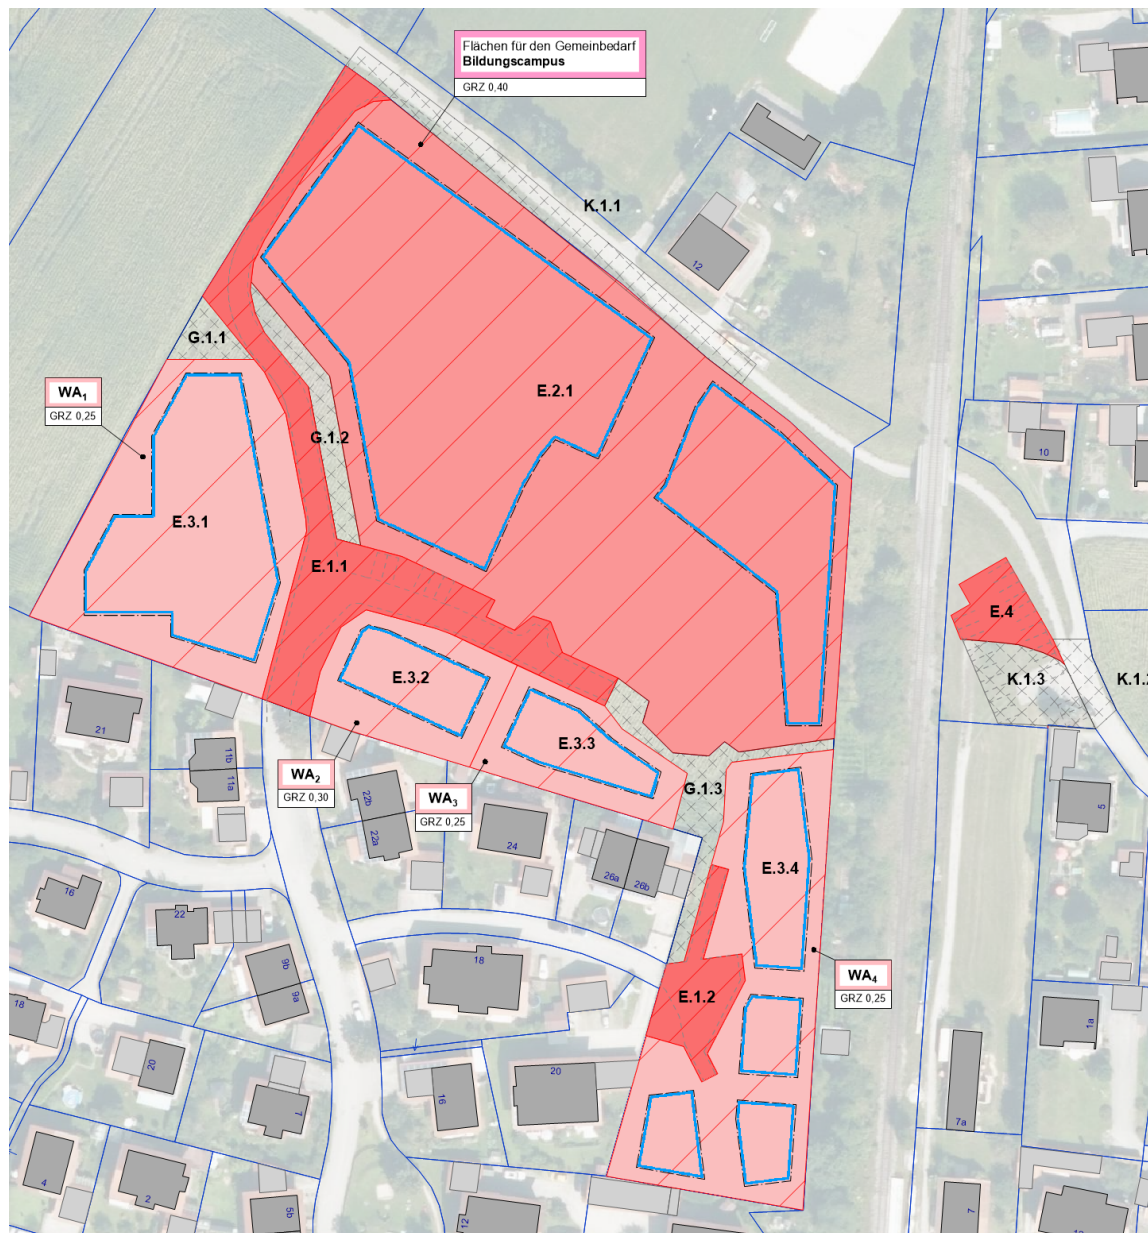 Flächen für den Gemeinbedarf
Bildungscampus
GRZ 0,40
K.1.1
12
G.1.1
WA1
GRZ 0,25
E.2.1
G.1.2
10
E.3.1
E.1.1
E.4
E.3.2
K.1.3
K.1.2
21
E.3.3
11b
11a
WA2
GRZ 0,30
22b
22a
WA3
GRZ 0,25
G.1.3
5
24
E.3.4
26a
26b
16
22
18
WA4
GRZ 0,25
9b
9a
E.1.2
18
1a
20
16
20
7
7a
4
2
5b
12
7